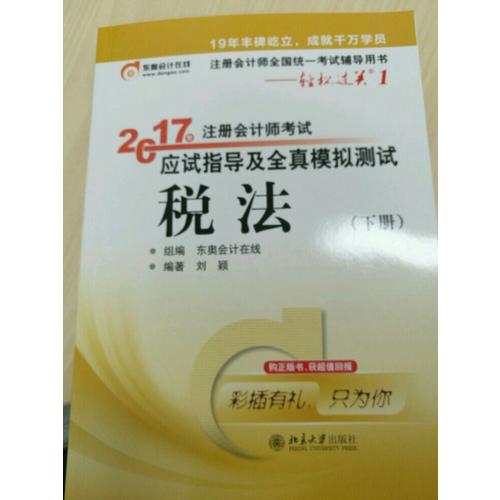 19年丰碑屹立，成就千万学员
东奥会计在线
www.dongao.com
注册会计师全国统一考试辅导用书
——轻松过关®1
2017年 注册会计师考试
应试指导及全真模拟测试
税法
（下册）
● 组编 东奥会计在线
● 编著 刘 颖
购正版书，获超值回报
彩插有礼，只为你
北京大学出版社